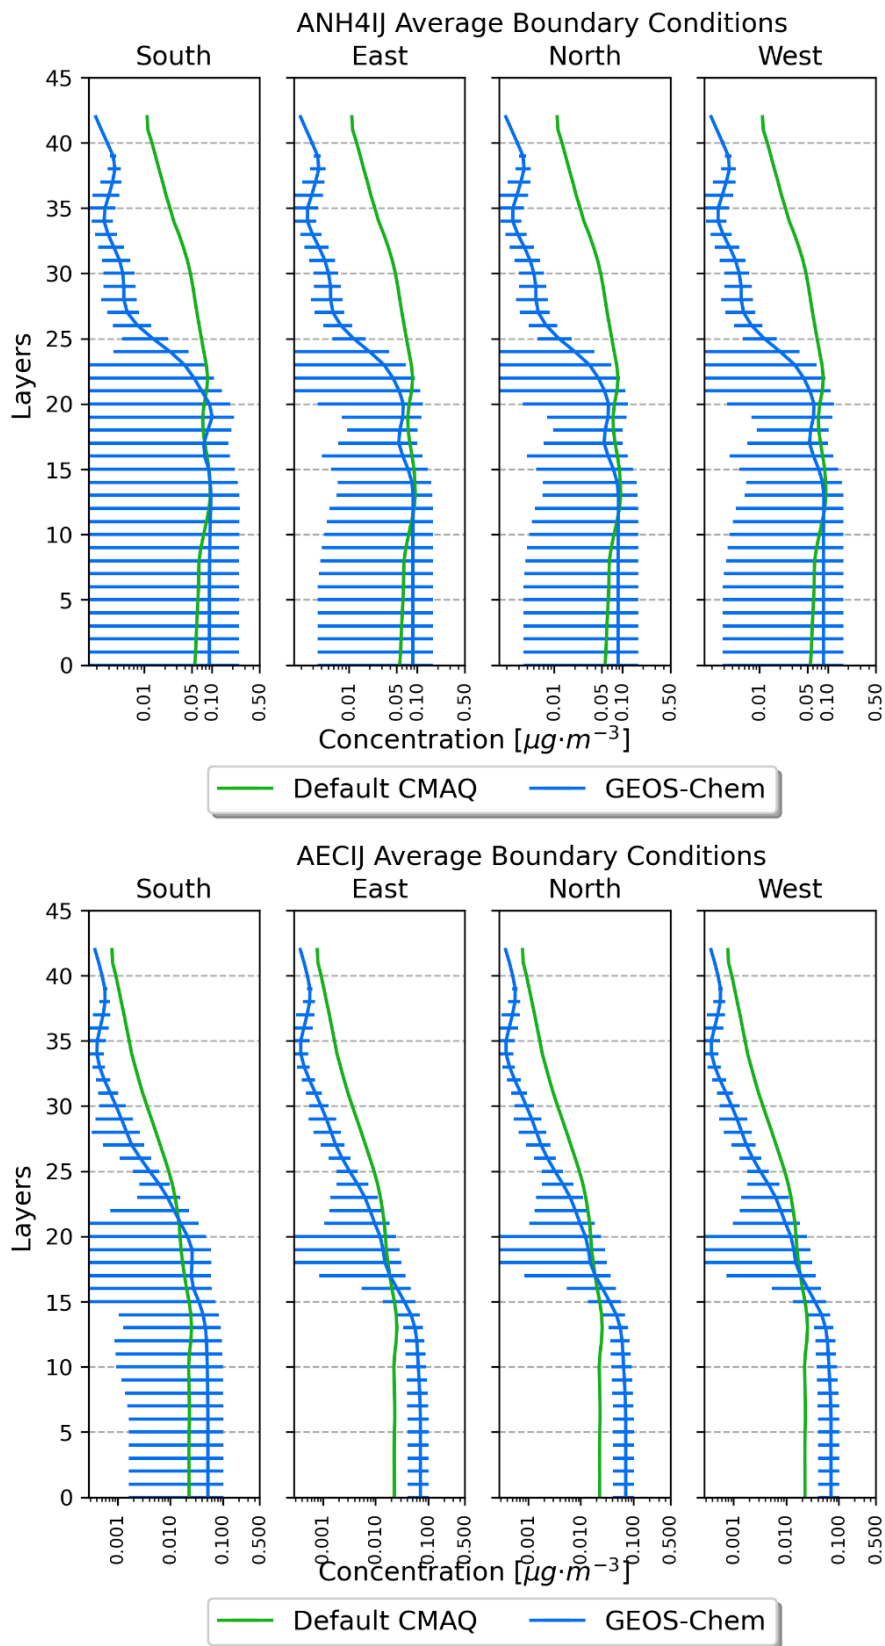 ANH4IJ Average Boundary Conditions
South East North West
45
40
35
30
25
20
15
10
5
0
Layers
0.01 0.05 0.10 0.50 0.01 0.05 0.10 0.50 0.01 0.05 0.10 0.50 0.01 0.05 0.10 0.50
Concentration [μg·m⁻³]
Default CMAQ GEOS-Chem
AECIJ Average Boundary Conditions
South East North West
45
40
35
30
25
20
15
10
5
0
Layers
0.001 0.010 0.100 0.500 0.001 0.010 0.100 0.500 0.001 0.010 0.100 0.500 0.001 0.010 0.100 0.500
Concentration [μg·m⁻³]
Default CMAQ GEOS-Chem